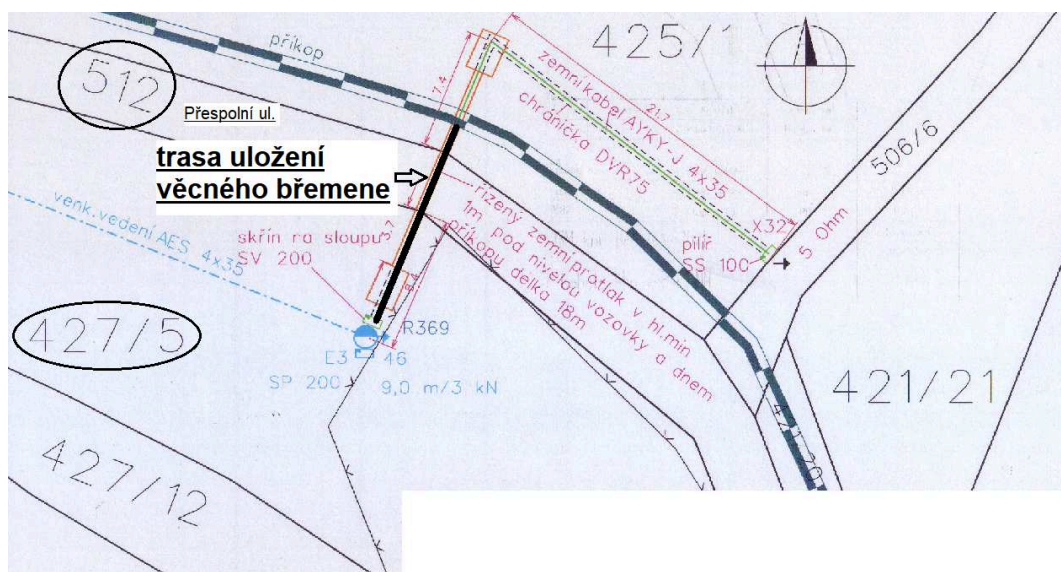 512
příkop
Přespolní ul.
trasa uložení
věcného břemene
425/1
zemní kabel AYKY-J 4x35
chránička DVR75
21,7
7,4
506/6
venk.vedení AES 4x35
skříň na sloupu
SV 200
3,7
řízený zemní protlak v hl.min
1m pod nivelou vozovky a dnem
příkopu delka 18m
X32
5 Ohm
pilíř
SS 100
427/5
R369
E3
46
SP 200
9,0 m/3 kN
421/21
427/12